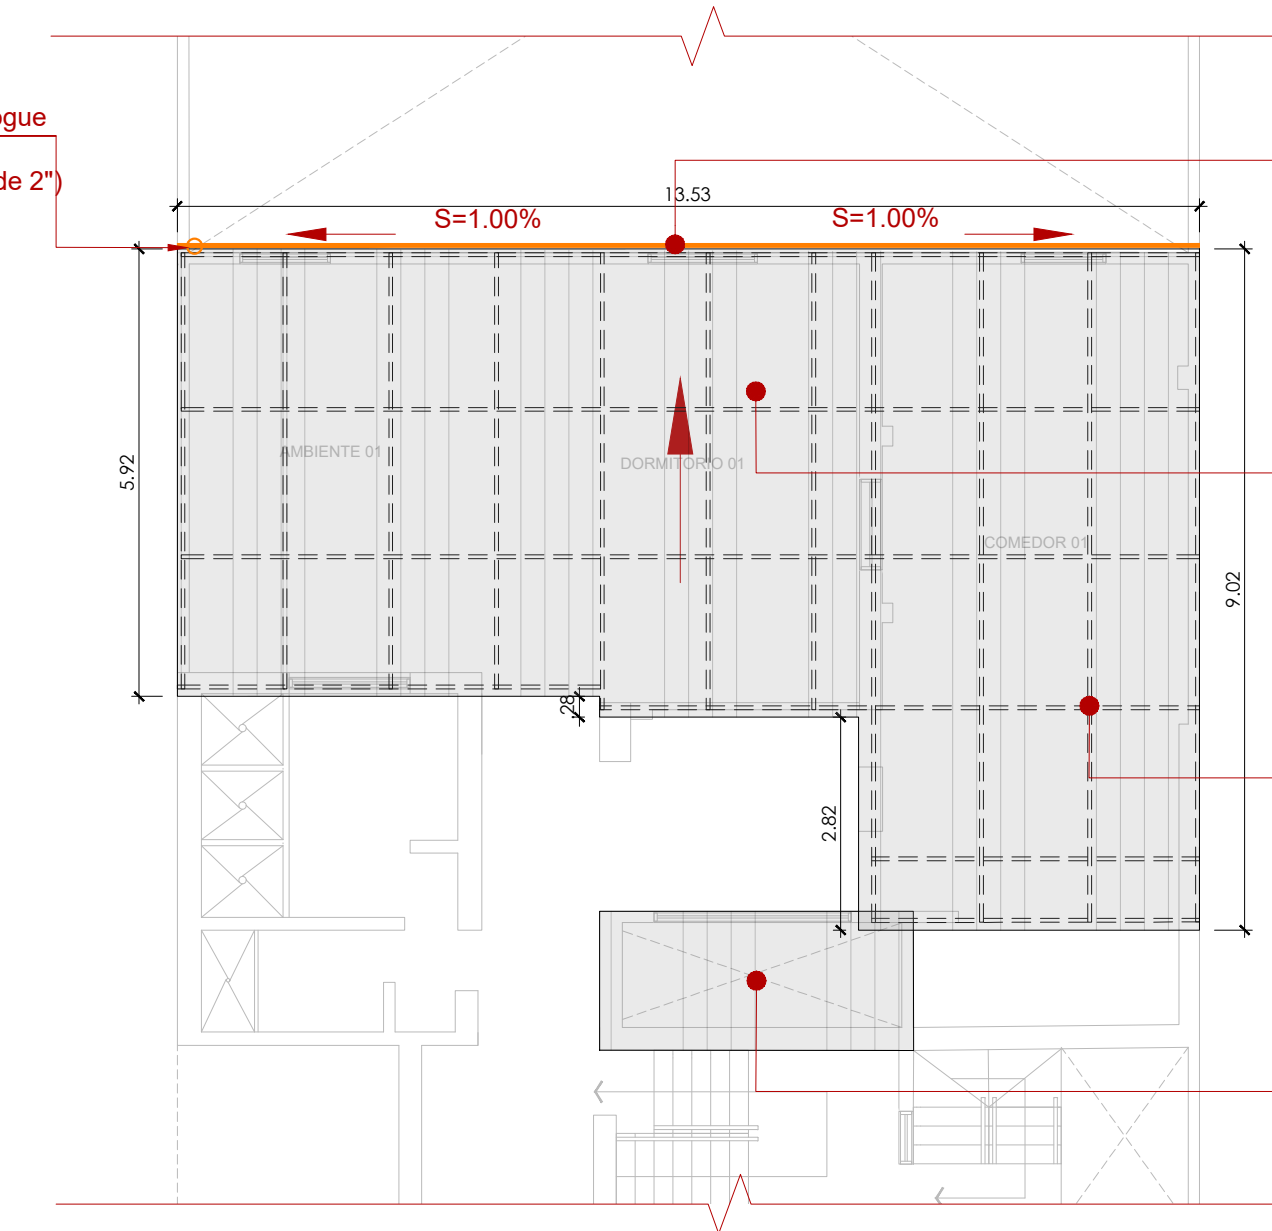 ogue
de 2")
13.53
S=1.00%
S=1.00%
AMBIENTE 01
DORMITORIO 01
5.92
COMEDOR 01
9.02
.28
2.82